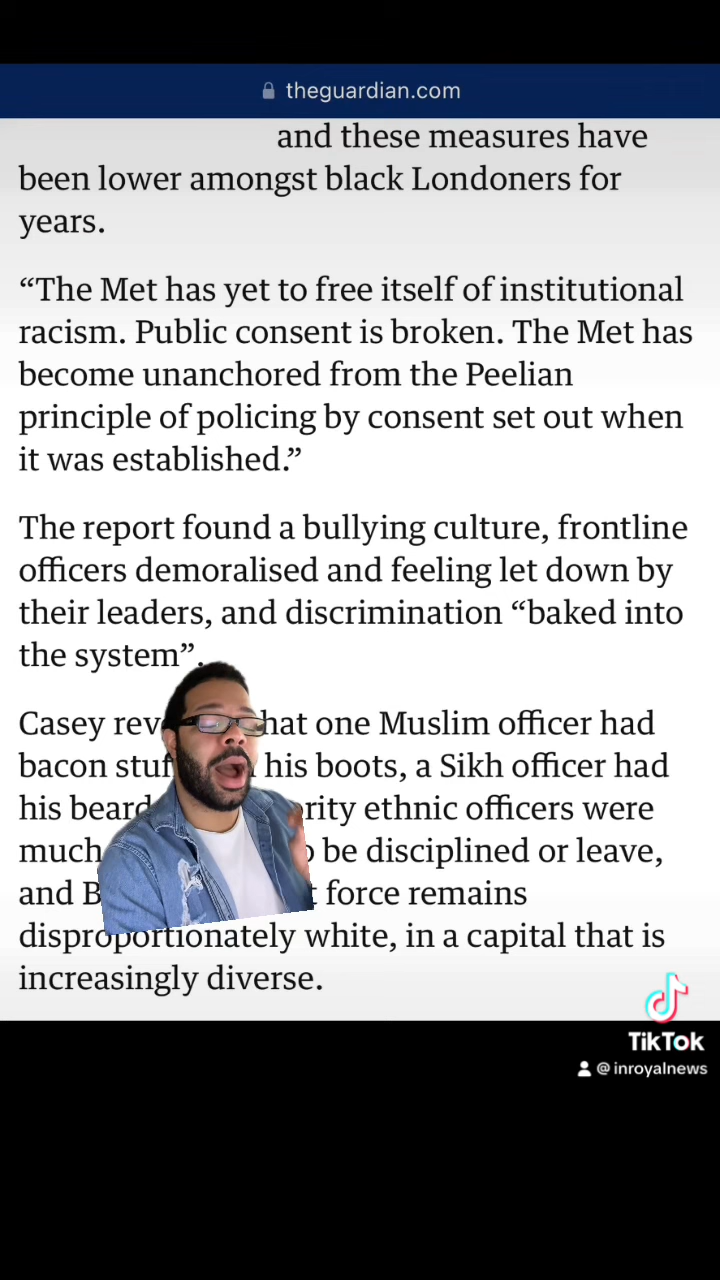 theguardian.com
and these measures have
been lower amongst black Londoners for
years.
“The Met has yet to free itself of institutional
racism. Public consent is broken. The Met has
become unanchored from the Peelian
principle of policing by consent set out when
it was established.”
The report found a bullying culture, frontline
officers demoralised and feeling let down by
their leaders, and discrimination “baked into
the system”.
Casey rev hat one Muslim officer had
bacon stuf his boots, a Sikh officer had
his beard rity ethnic officers were
much o be disciplined or leave,
and B t force remains
disproportionately white, in a capital that is
increasingly diverse.
TikTok
@inroyalnews